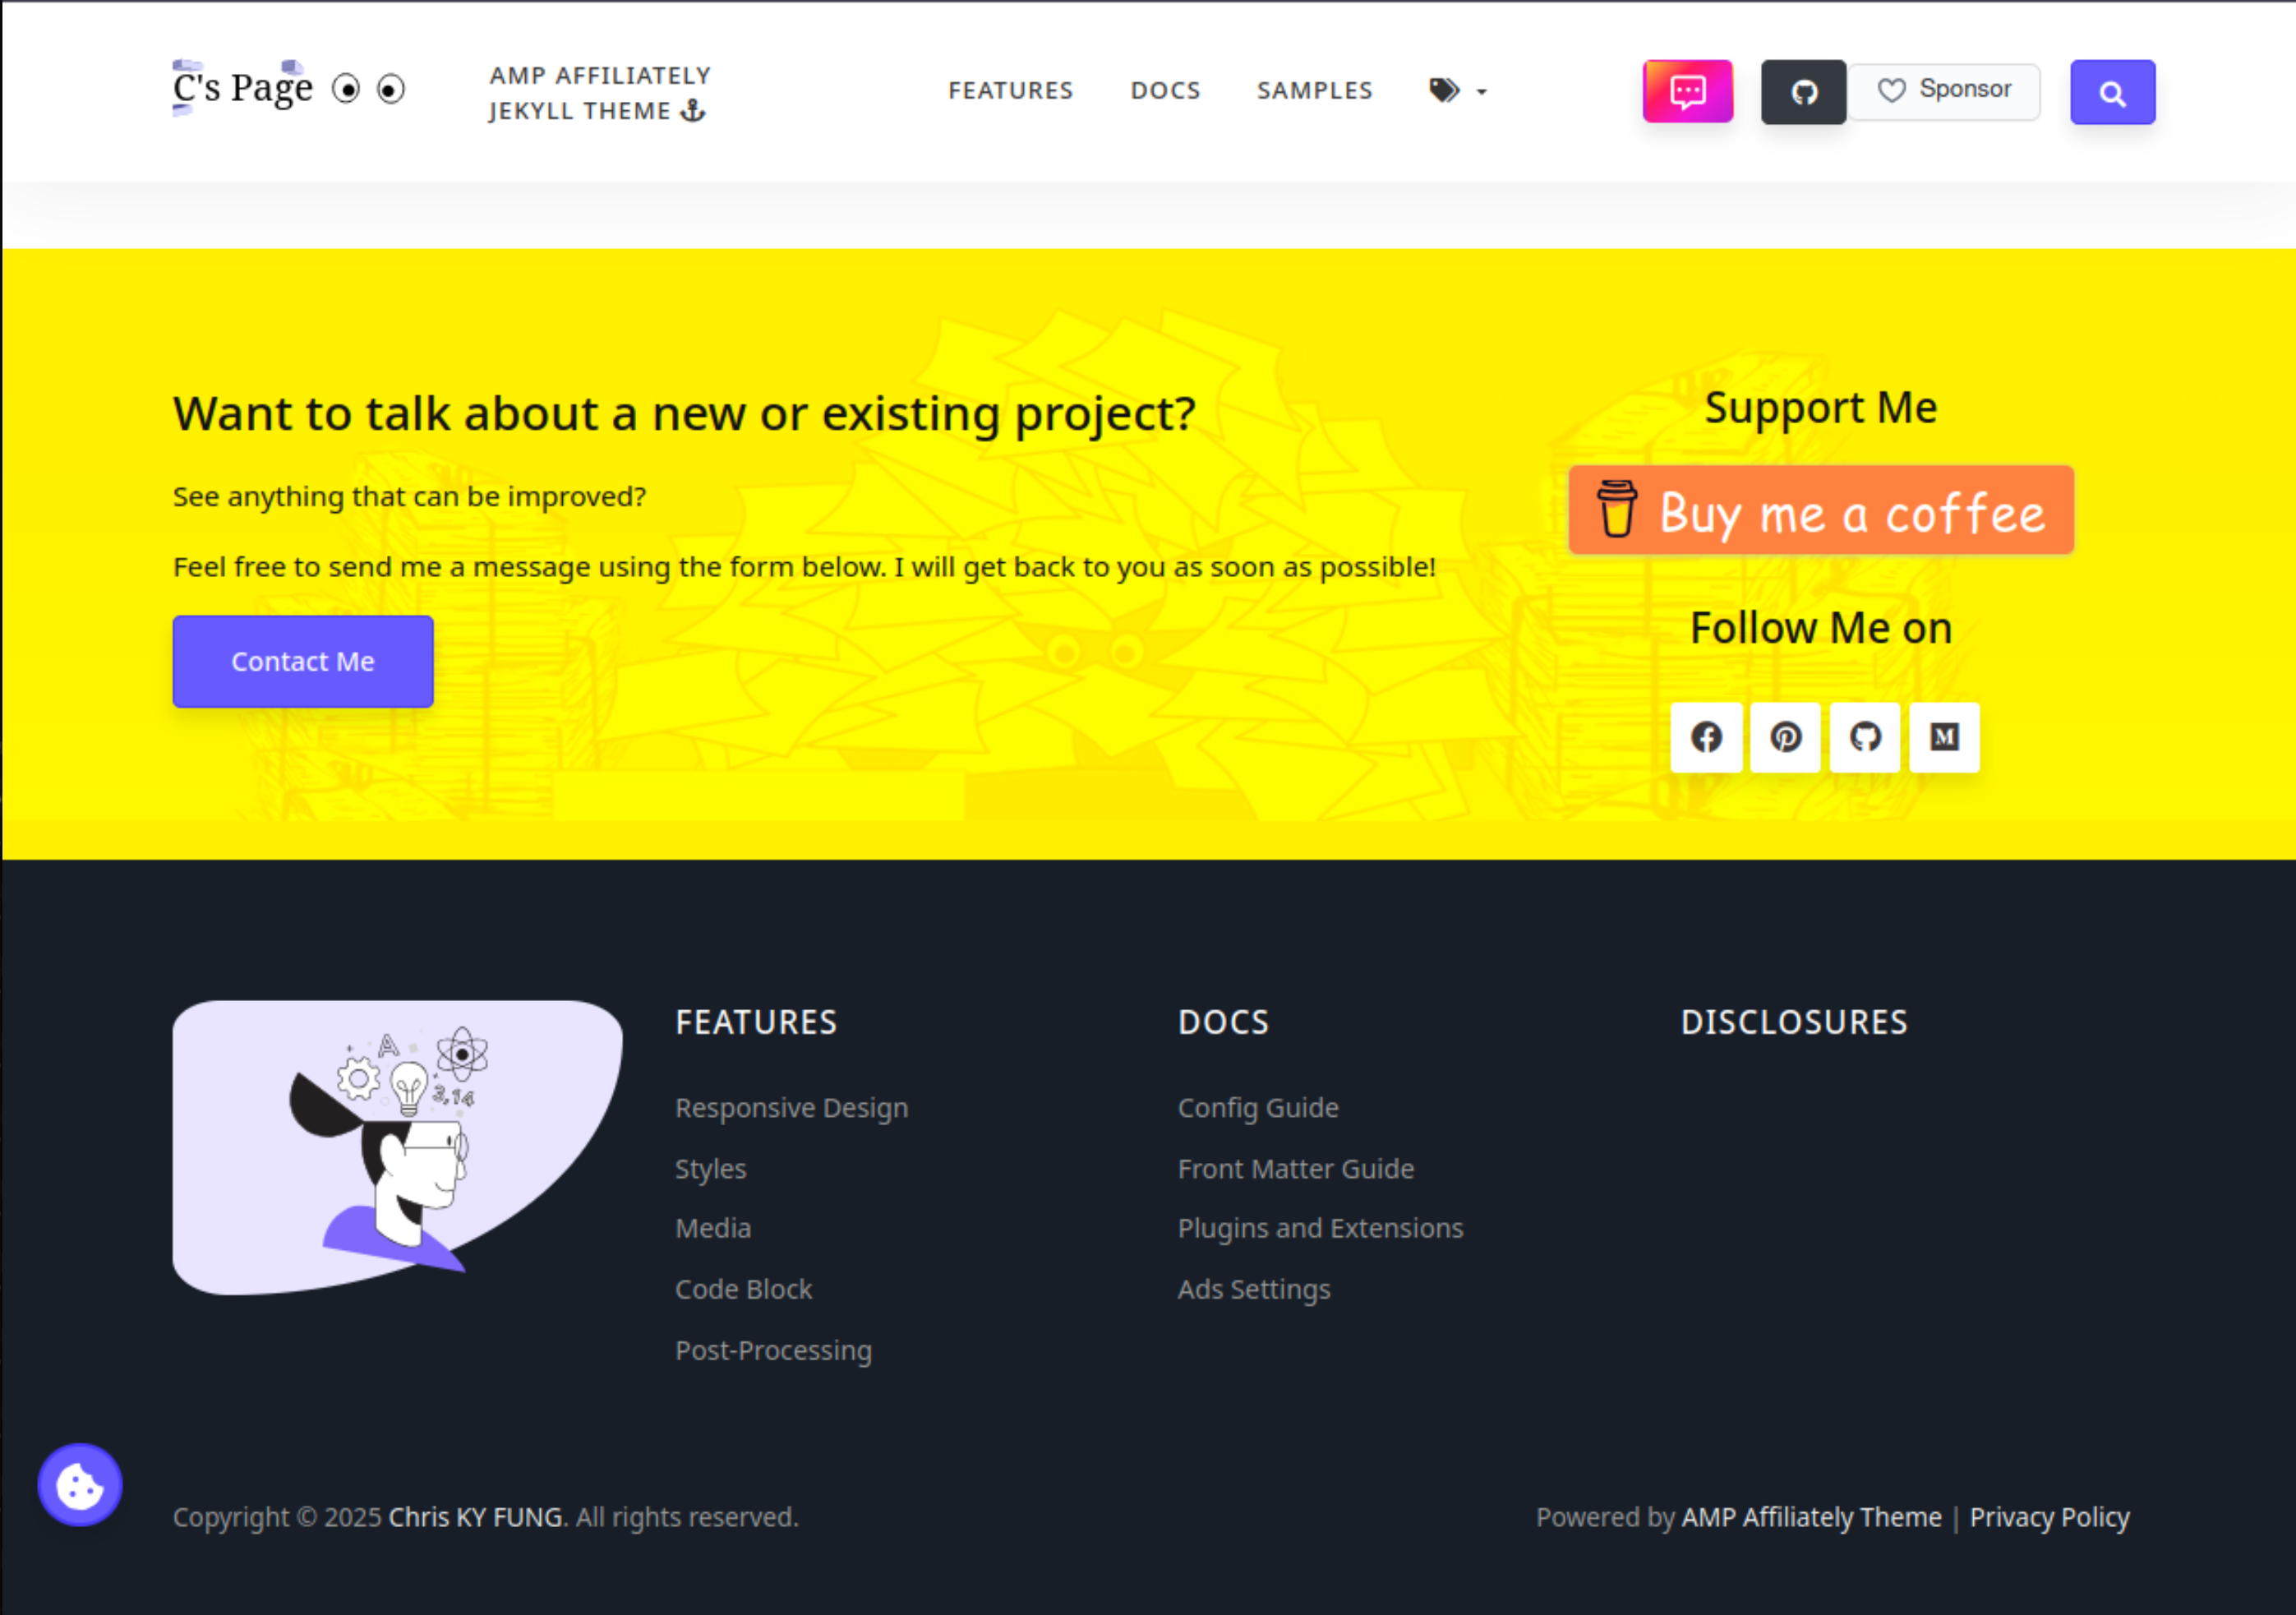 C's Page
AMP AFFILIATELY
JEKYLL THEME
FEATURES
DOCS
SAMPLES
Sponsor
Want to talk about a new or existing project?
See anything that can be improved?
Feel free to send me a message using the form below. I will get back to you as soon as possible!
Contact Me
Support Me
Buy me a coffee
Follow Me on
M
A
3,14
FEATURES
Responsive Design
Styles
Media
Code Block
Post-Processing
DOCS
Config Guide
Front Matter Guide
Plugins and Extensions
Ads Settings
DISCLOSURES
Copyright © 2025 Chris KY FUNG. All rights reserved.
Powered by AMP Affiliately Theme | Privacy Policy